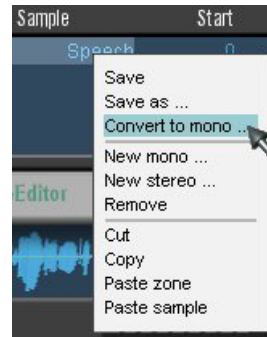 Sample Start
Speech 0
Save
Save as ...
Convert to mono ...
New mono ...
New stereo ...
Remove
Editor
Cut
Copy
Paste zone
Paste sample